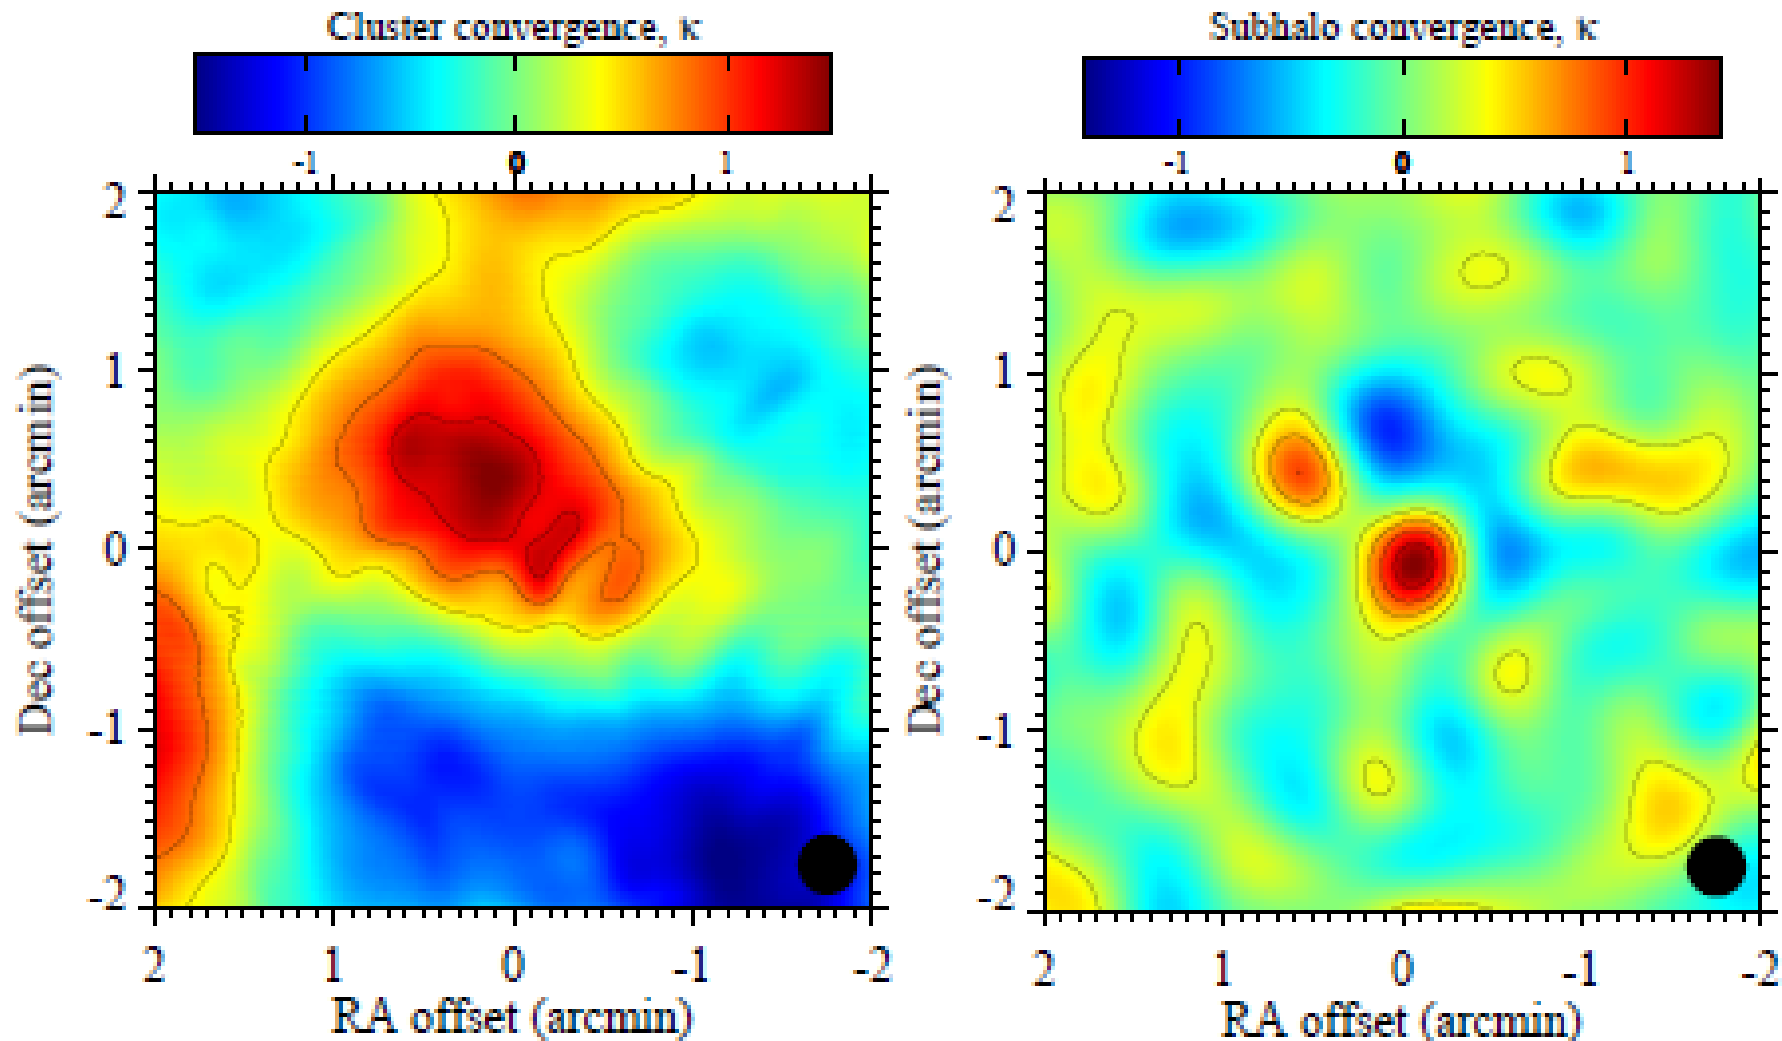 Cluster convergence, κ
-1 0 1
Subhalo convergence, κ
-1 0 1
2
1
0
-1
-2
Dec offset (arcmin)
2 1 0 -1 -2
RA offset (arcmin)
2
1
0
-1
-2
Dec offset (arcmin)
2 1 0 -1 -2
RA offset (arcmin)